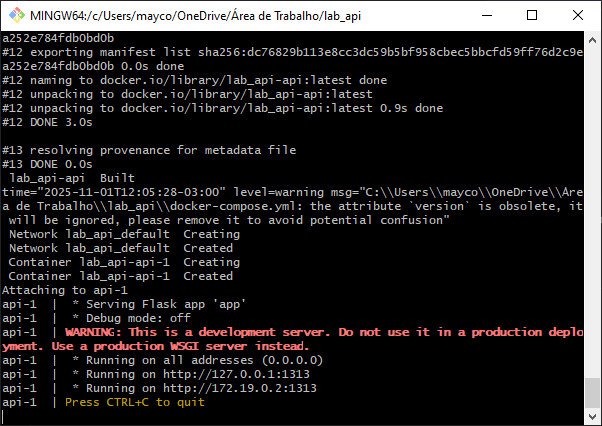 MINGW64:/c/Users/mayco/OneDrive/Área de Trabalho/lab_api
a252e784fdb0bd0b
#12 exporting manifest list sha256:dc76829b113e8cc3dc59b5bf958cbec5bbcfd59ff76d2c9e
a252e784fdb0bd0b 0.0s done
#12 naming to docker.io/library/lab_api-api:latest done
#12 unpacking to docker.io/library/lab_api-api:latest
#12 unpacking to docker.io/library/lab_api-api:latest 0.9s done
#12 DONE 3.0s
#13 resolving provenance for metadata file
#13 DONE 0.0s
lab_api-api  Built
time="2025-11-01T12:05:28-03:00" level=warning msg="C:\\Users\\mayco\\OneDrive\\Áre
a de Trabalho\\lab_api\\docker-compose.yml: the attribute `version` is obsolete, it
will be ignored, please remove it to avoid potential confusion"
Network lab_api_default  Creating
Network lab_api_default  Created
Container lab_api-api-1  Creating
Container lab_api-api-1  Created
Attaching to api-1
api-1  |  * Serving Flask app 'app'
api-1  |  * Debug mode: off
api-1  | WARNING: This is a development server. Do not use it in a production deplo
yment. Use a production WSGI server instead.
api-1  |  * Running on all addresses (0.0.0.0)
api-1  |  * Running on http://127.0.0.1:1313
api-1  |  * Running on http://172.19.0.2:1313
api-1  | Press CTRL+C to quit